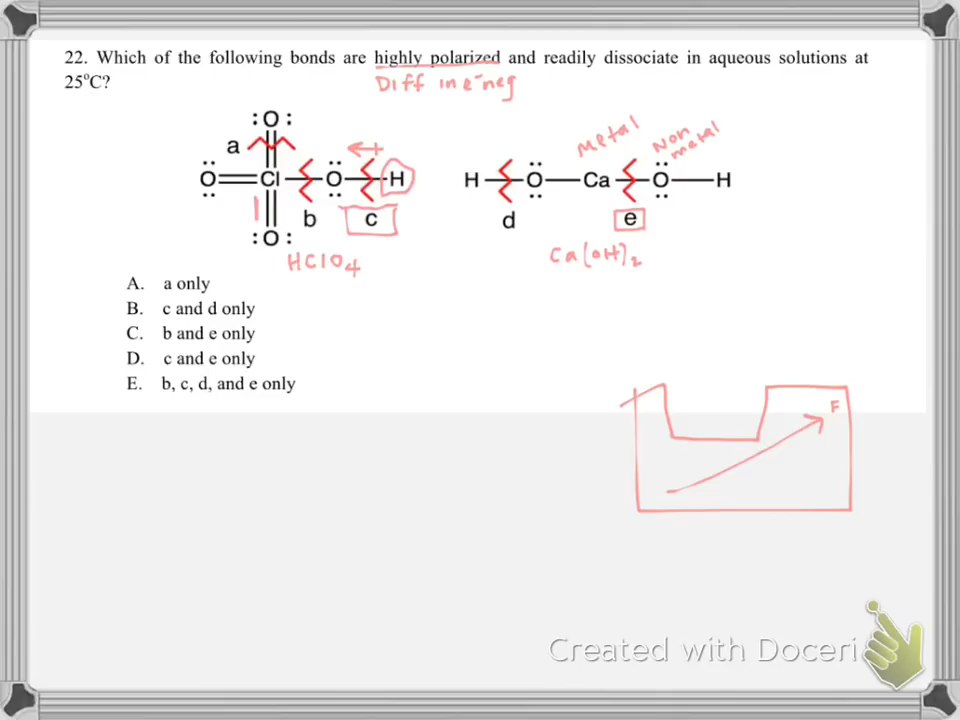 22. Which of the following bonds are highly polarized and readily dissociate in aqueous solutions at
25°C?
Diff in e⁻neg
:O:
a
O Cl O H
b
c
:O:
HClO4
metal
Non
metal
H O Ca O H
d
e
Ca(OH)2
A. a only
B. c and d only
C. b and e only
D. c and e only
E. b, c, d, and e only
F
Created with Doceri